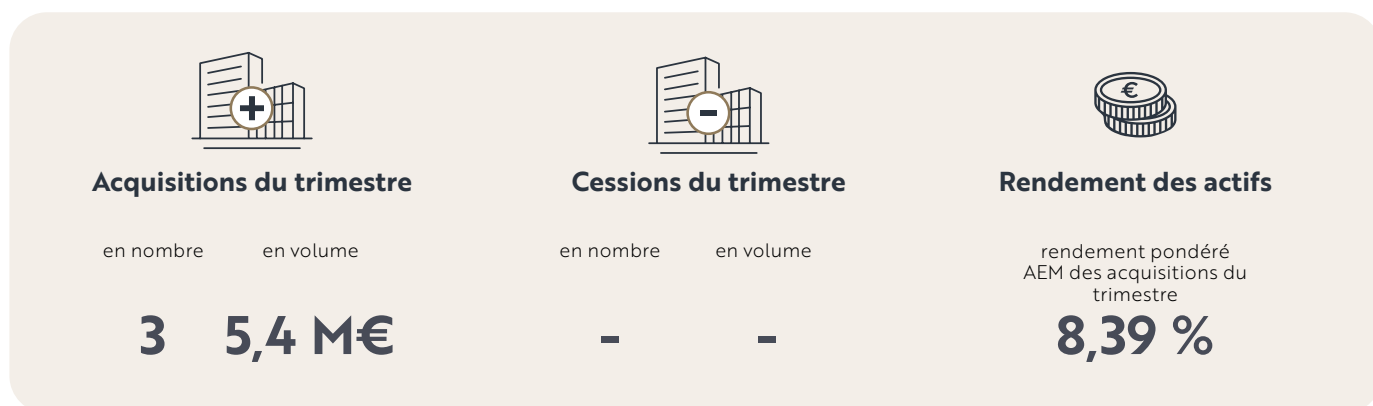 Acquisitions du trimestre
en nombre
en volume
3
5,4 M€
Cessions du trimestre
en nombre
en volume
-
-
€
Rendement des actifs
rendement pondéré
AEM des acquisitions du
trimestre
8,39 %